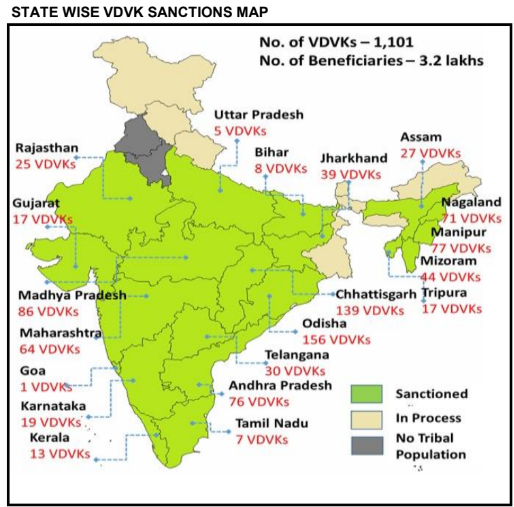 STATE WISE VDVK SANCTIONS MAP
No. of VDVKs – 1,101
No. of Beneficiaries – 3.2 lakhs
Uttar Pradesh
5 VDVKs
Rajasthan
25 VDVKs
Bihar
8 VDVKs
Jharkhand
39 VDVKs
Assam
27 VDVKs
Gujarat
17 VDVKs
Nagaland
71 VDVKs
Manipur
77 VDVKs
Mizoram
44 VDVKs
Tripura
17 VDVKs
Madhya Pradesh
86 VDVKs
Chhattisgarh
139 VDVKs
Maharashtra
64 VDVKs
Odisha
156 VDVKs
Telangana
30 VDVKs
Goa
1 VDVKs
Andhra Pradesh
76 VDVKs
Karnataka
19 VDVKs
Tamil Nadu
7 VDVKs
Kerala
13 VDVKs
Sanctioned
In Process
No Tribal
Population